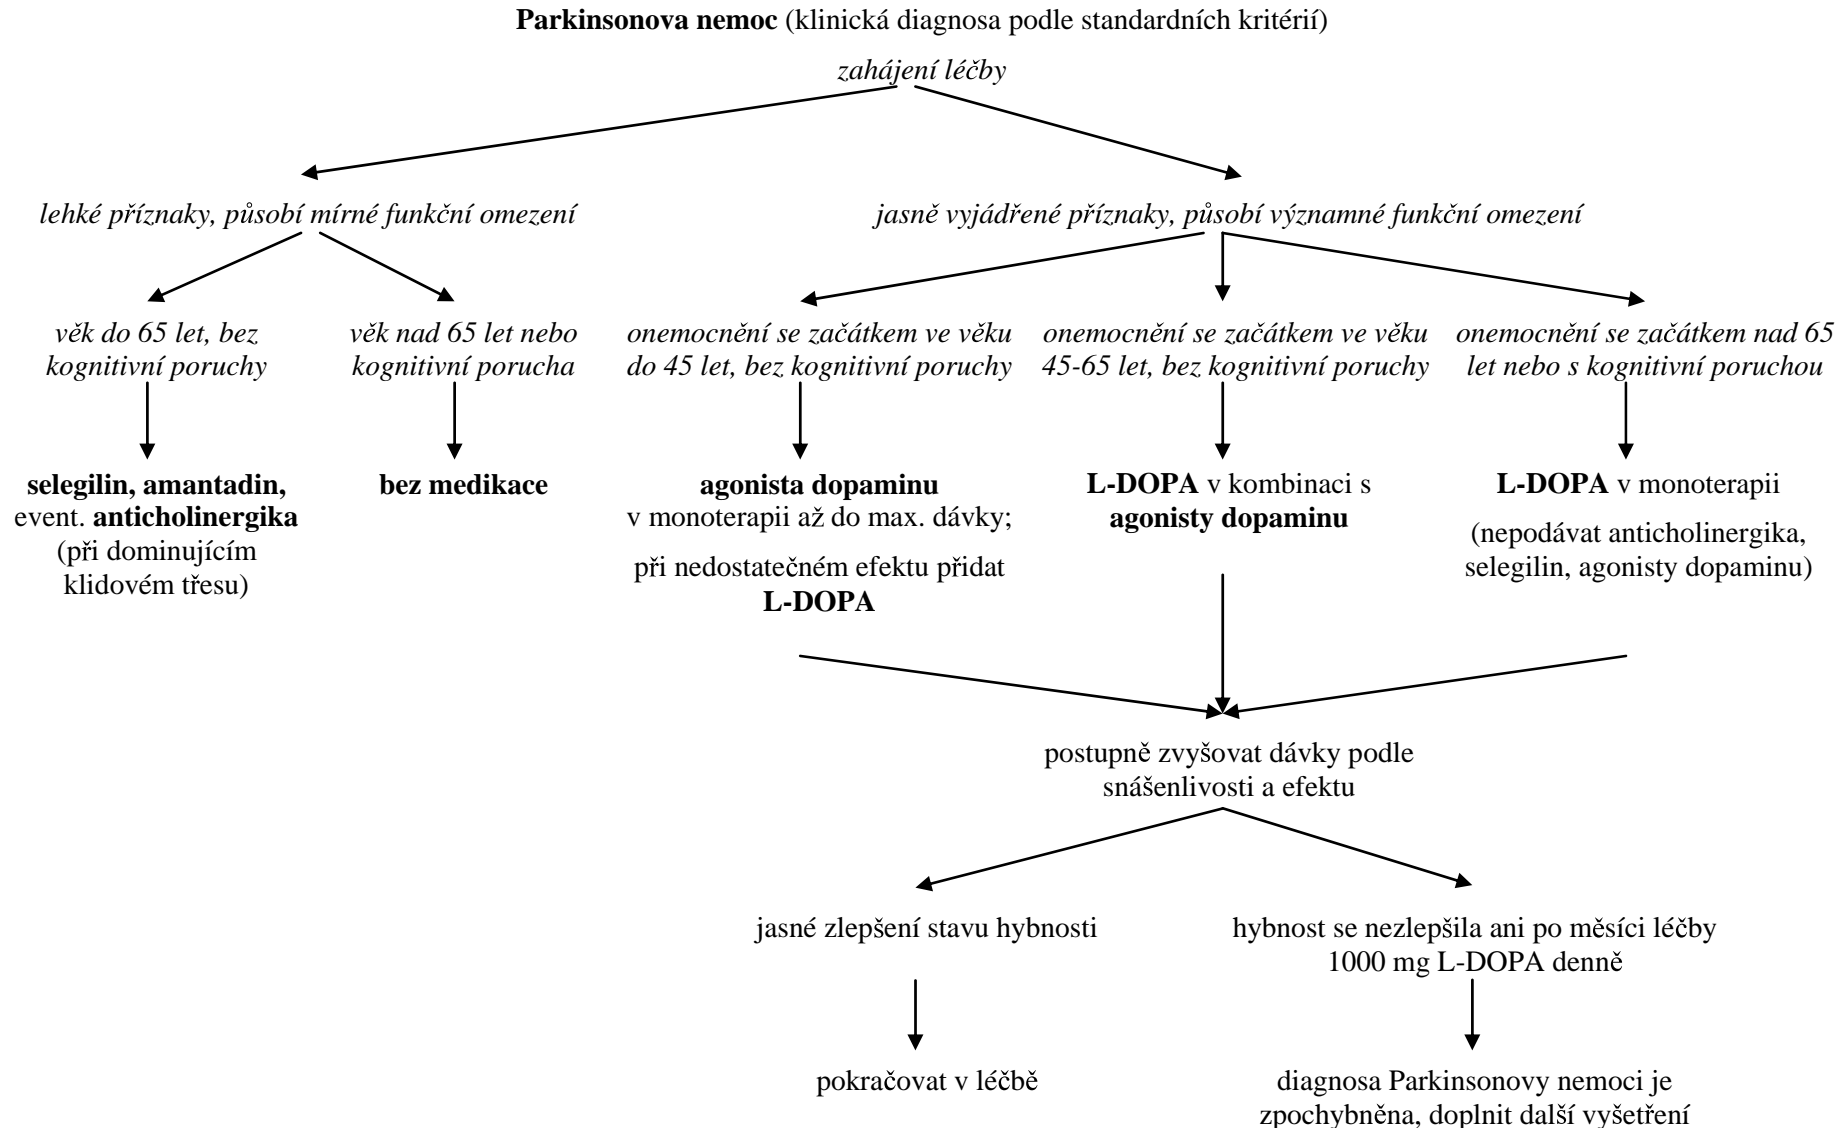 Parkinsonova nemoc (klinická diagnosa podle standardních kritérií)
zahájení léčby
lehké příznaky, působí mírné funkční omezení
jasně vyjádřené příznaky, působí významné funkční omezení
věk do 65 let, bez
kognitivní poruchy
věk nad 65 let nebo
kognitivní porucha
onemocnění se začátkem ve věku
do 45 let, bez kognitivní poruchy
onemocnění se začátkem ve věku
45-65 let, bez kognitivní poruchy
onemocnění se začátkem nad 65
let nebo s kognitivní poruchou
selegilin, amantadin,
event. anticholinergika
(při dominujícím
klidovém třesu)
bez medikace
agonista dopaminu
v monoterapii až do max. dávky;
při nedostatečném efektu přidat
L-DOPA
L-DOPA v kombinaci s
agonisty dopaminu
L-DOPA v monoterapii
(nepodávat anticholinergika,
selegilin, agonisty dopaminu)
postupně zvyšovat dávky podle
snášenlivosti a efektu
jasné zlepšení stavu hybnosti
hybnost se nezlepšila ani po měsíci léčby
1000 mg L-DOPA denně
pokračovat v léčbě
diagnosa Parkinsonovy nemoci je
zpochybněna, doplnit další vyšetření